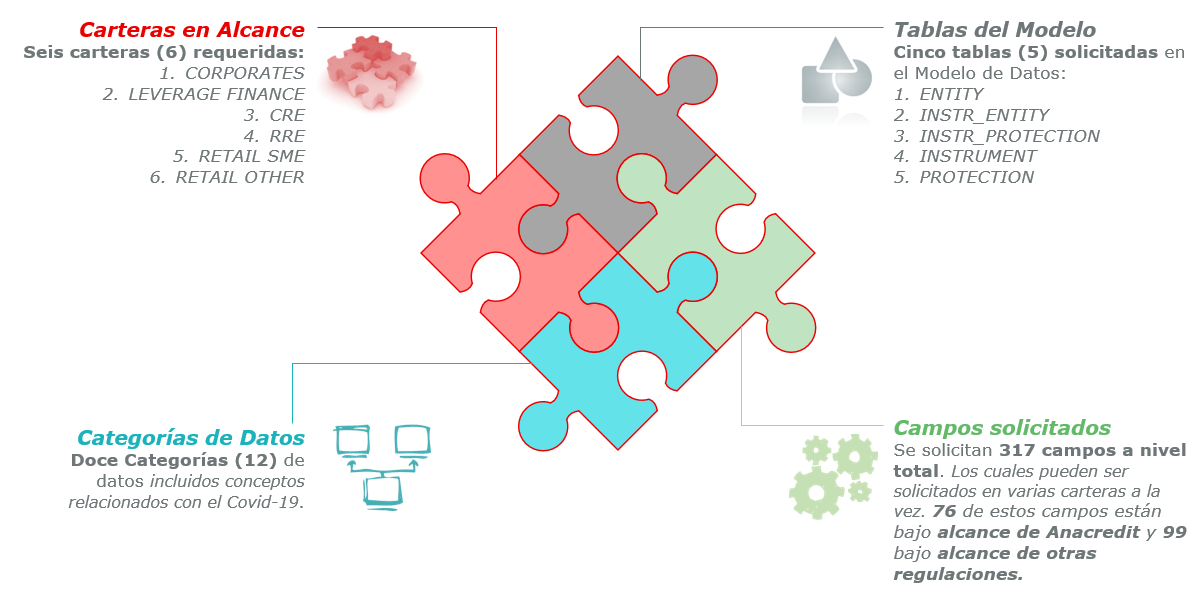 Carteras en Alcance
Seis carteras (6) requeridas:
1. CORPORATES
2. LEVERAGE FINANCE
3. CRE
4. RRE
5. RETAIL SME
6. RETAIL OTHER
Tablas del Modelo
Cinco tablas (5) solicitadas en
el Modelo de Datos:
1. ENTITY
2. INSTR_ENTITY
3. INSTR_PROTECTION
4. INSTRUMENT
5. PROTECTION
Categorías de Datos
Doce Categorías (12) de
datos incluidos conceptos
relacionados con el Covid-19.
Campos solicitados
Se solicitan 317 campos a nivel
total. Los cuales pueden ser
solicitados en varias carteras a la
vez. 76 de estos campos están
bajo alcance de Anacredit y 99
bajo alcance de otras
regulaciones.